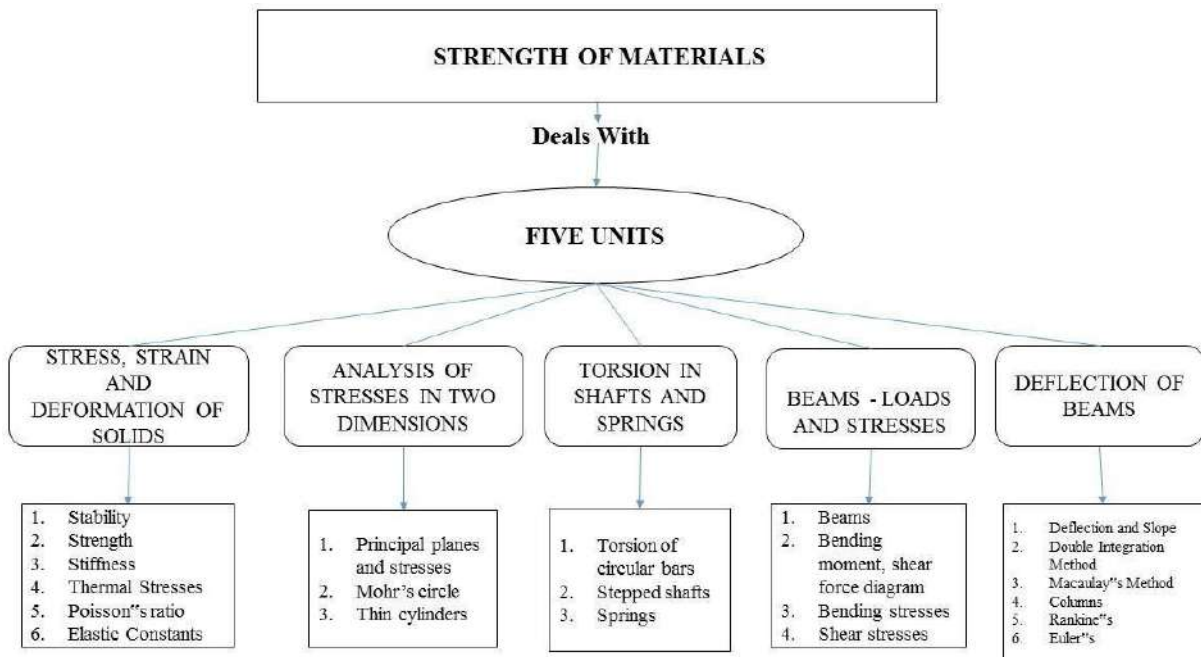 STRENGTH OF MATERIALS
Deals With
FIVE UNITS
STRESS, STRAIN
AND
DEFORMATION OF
SOLIDS
ANALYSIS OF
STRESSES IN TWO
DIMENSIONS
TORSION IN
SHAFTS AND
SPRINGS
BEAMS - LOADS
AND STRESSES
DEFLECTION OF
BEAMS
1. Stability
2. Strength
3. Stiffness
4. Thermal Stresses
5. Poisson"s ratio
6. Elastic Constants
1. Principal planes
and stresses
2. Mohr's circle
3. Thin cylinders
1. Torsion of
circular bars
2. Stepped shafts
3. Springs
1. Beams
2. Bending
moment, shear
force diagram
3. Bending stresses
4. Shear stresses
1. Deflection and Slope
2. Double Integration
Method
3. Macaulay"s Method
4. Columns
5. Rankine"s
6 Euler"s